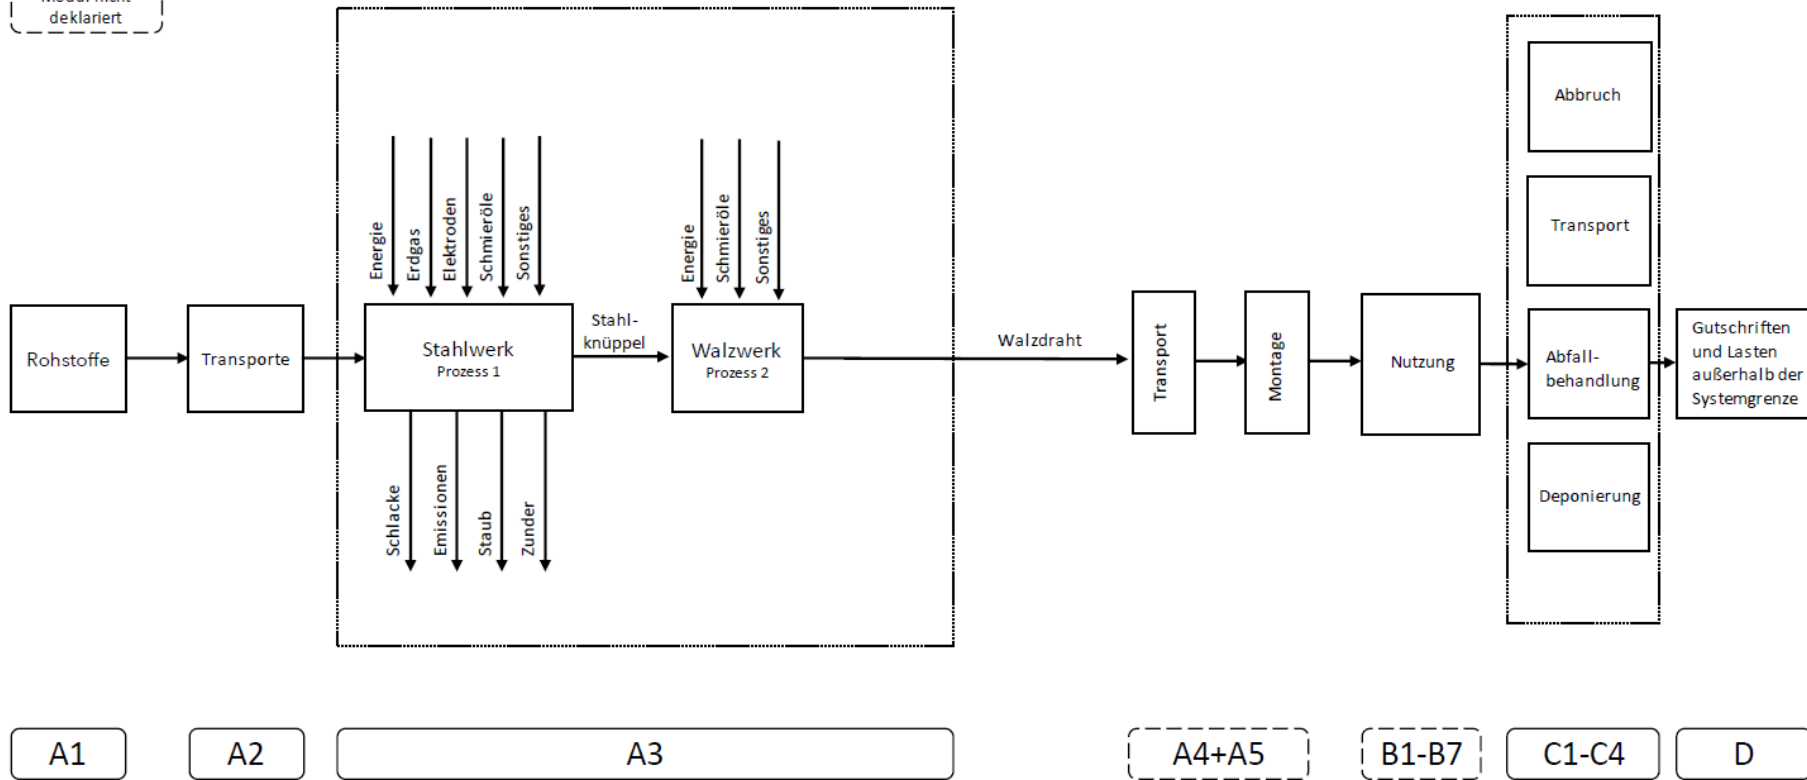 deklariert
Energie
Erdgas
Elektroden
Schmieröle
Sonstiges
Energie
Schmieröle
Sonstiges
Rohstoffe
Transporte
Stahlwerk
Prozess 1
Stahl-
knüppel
Walzwerk
Prozess 2
Schlacke
Emissionen
Staub
Zunder
Walzdraht
Transport
Montage
Nutzung
Abbruch
Transport
Abfall-
behandlung
Deponierung
Gutschriften
und Lasten
außerhalb der
Systemgrenze
A1
A2
A3
A4+A5
B1-B7
C1-C4
D